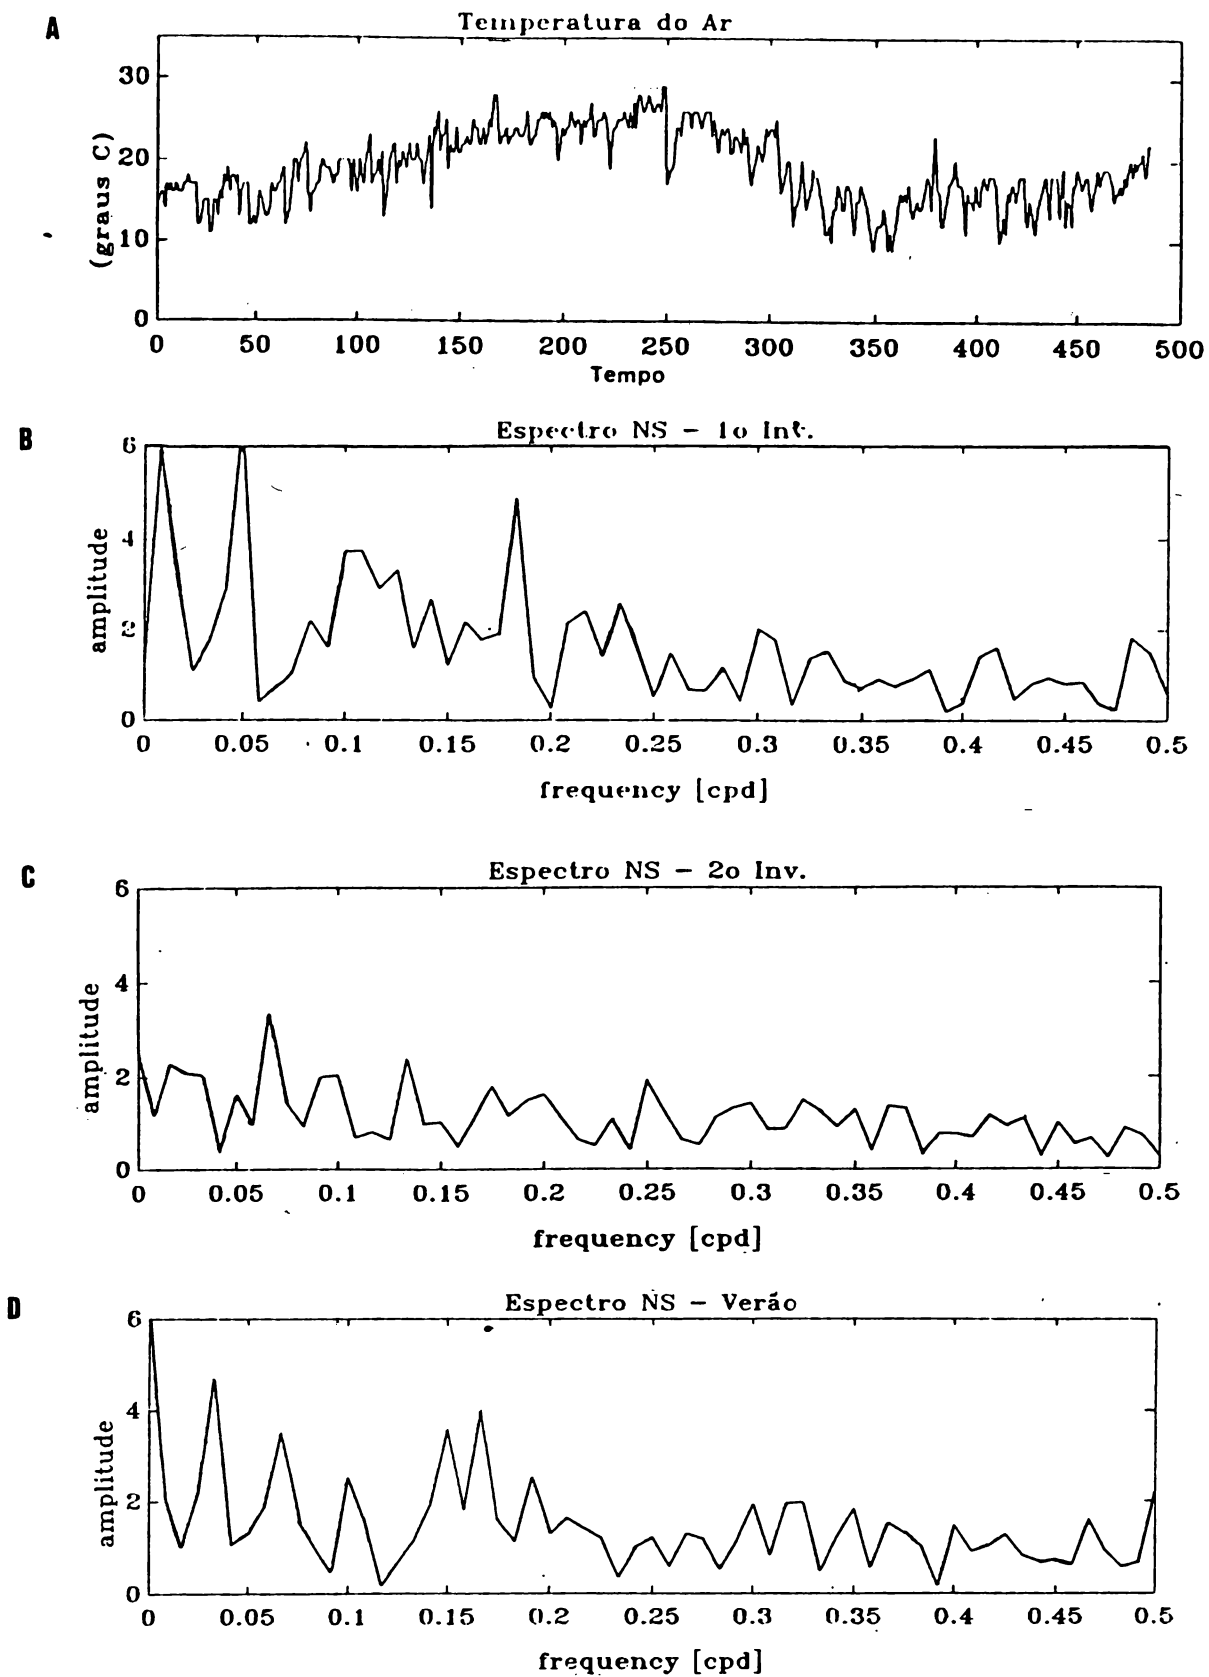 A
Temperatura do Ar
30
20
10
0
(graus C)
0 50 100 150 200 250 300 350 400 450 500
Tempo
B
Espectro NS - 1o Int.
6
4
2
0
amplitude
0 0.05 0.1 0.15 0.2 0.25 0.3 0.35 0.4 0.45 0.5
frequency [cpd]
C
Espectro NS - 2o Inv.
6
4
2
0
amplitude
0 0.05 0.1 0.15 0.2 0.25 0.3 0.35 0.4 0.45 0.5
frequency [cpd]
D
Espectro NS - Verão
6
4
2
0
amplitude
0 0.05 0.1 0.15 0.2 0.25 0.3 0.35 0.4 0.45 0.5
frequency [cpd]